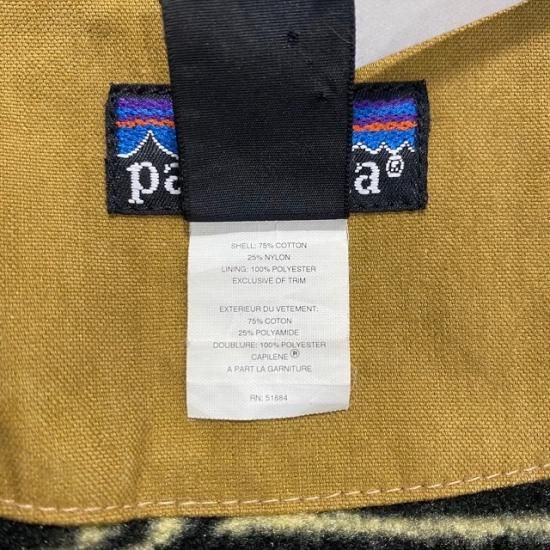 pa a®
SHELL: 75% COTTON
25% NYLON
LINING: 100% POLYESTER
EXCLUSIVE OF TRIM
EXTERIEUR DU VETEMENT:
75% COTON
25% POLYAMIDE
DOUBLURE: 100% POLYESTER
CAPILENE®
A PART LA GARNITURE
RN: 51884